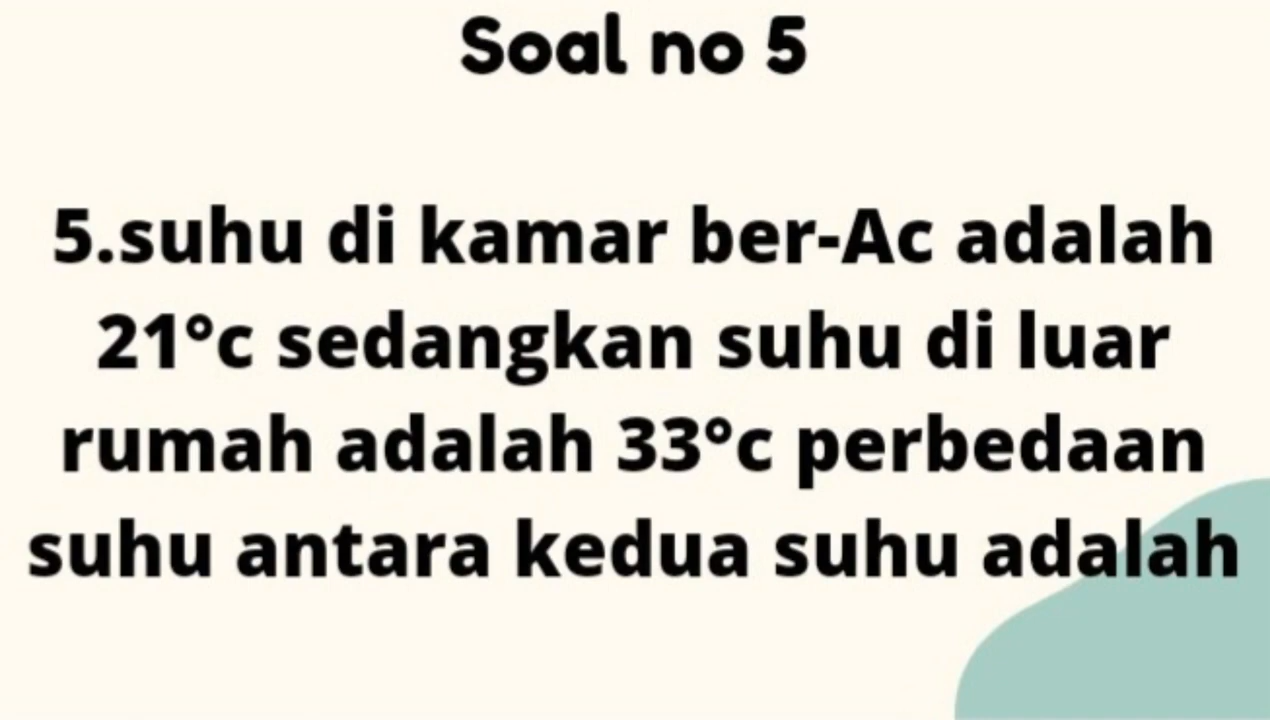 Soal no 5
5.suhu di kamar ber-Ac adalah
21°c sedangkan suhu di luar
rumah adalah 33°c perbedaan
suhu antara kedua suhu adalah